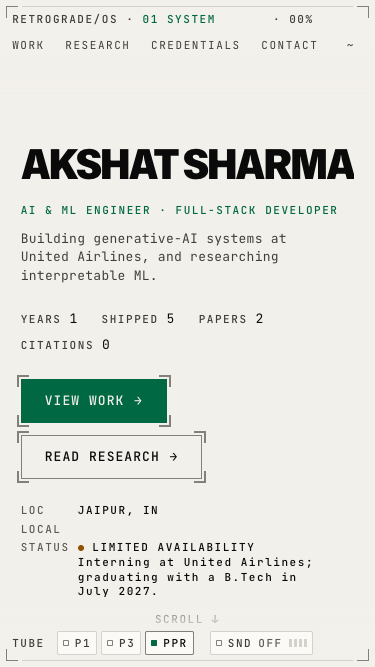 RETROGRADE/OS · 01 SYSTEM · 00%
WORK RESEARCH CREDENTIALS CONTACT ~
AKSHAT SHARMA
AI & ML ENGINEER · FULL-STACK DEVELOPER
Building generative-AI systems at
United Airlines, and researching
interpretable ML.
YEARS 1 SHIPPED 5 PAPERS 2
CITATIONS 0
VIEW WORK →
READ RESEARCH →
LOC JAIPUR, IN
LOCAL
STATUS ● LIMITED AVAILABILITY
Interning at United Airlines;
graduating with a B.Tech in
July 2027.
SCROLL ↓
TUBE P1 P3 PPR SND OFF